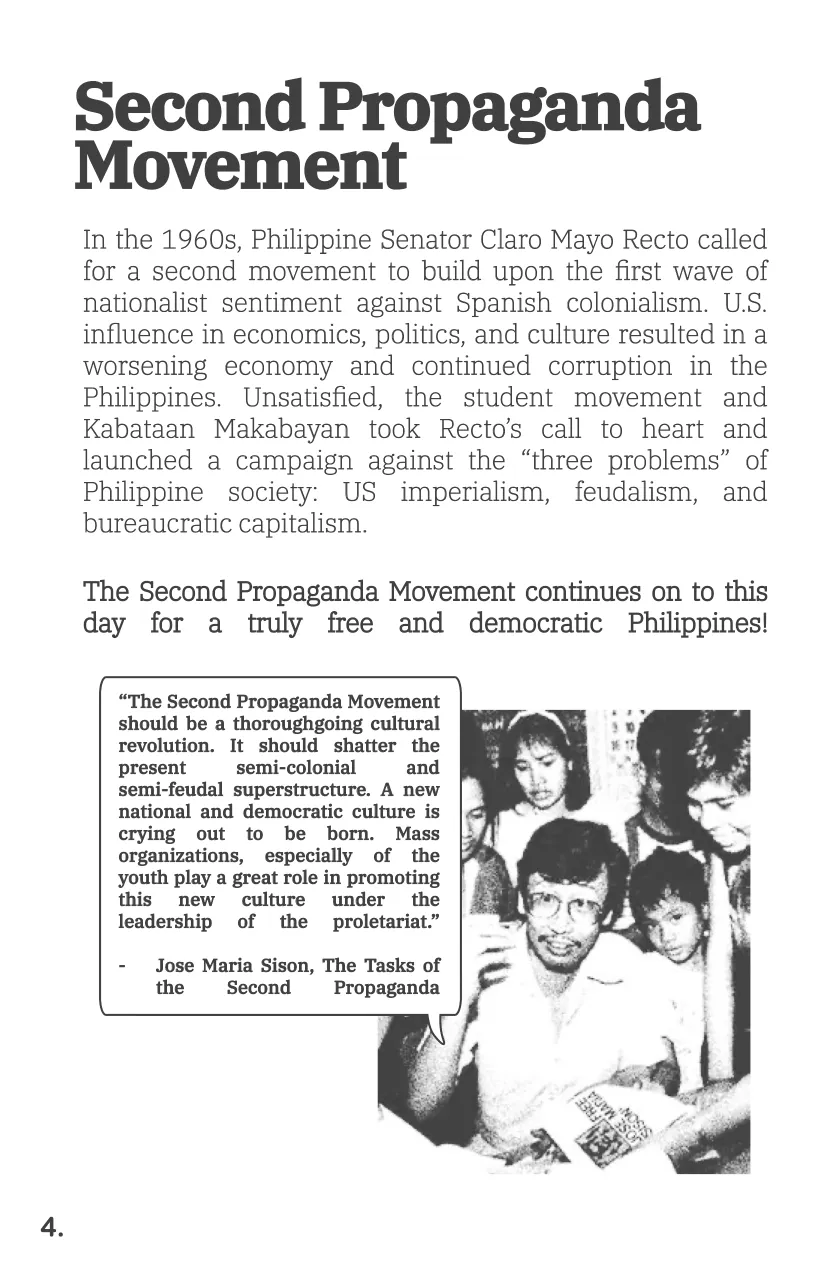 Second Propaganda
Movement
In the 1960s, Philippine Senator Claro Mayo Recto called
for a second movement to build upon the first wave of
nationalist sentiment against Spanish colonialism. U.S.
influence in economics, politics, and culture resulted in a
worsening economy and continued corruption in the
Philippines. Unsatisfied, the student movement and
Kabataan Makabayan took Recto’s call to heart and
launched a campaign against the “three problems” of
Philippine society: US imperialism, feudalism, and
bureaucratic capitalism.
The Second Propaganda Movement continues on to this
day for a truly free and democratic Philippines!
“The Second Propaganda Movement
should be a thoroughgoing cultural
revolution. It should shatter the
present semi-colonial and
semi-feudal superstructure. A new
national and democratic culture is
crying out to be born. Mass
organizations, especially of the
youth play a great role in promoting
this new culture under the
leadership of the proletariat.”
- Jose Maria Sison, The Tasks of
the Second Propaganda
9 10
16 17
FREE
JOSE MARIA
SISON
4.